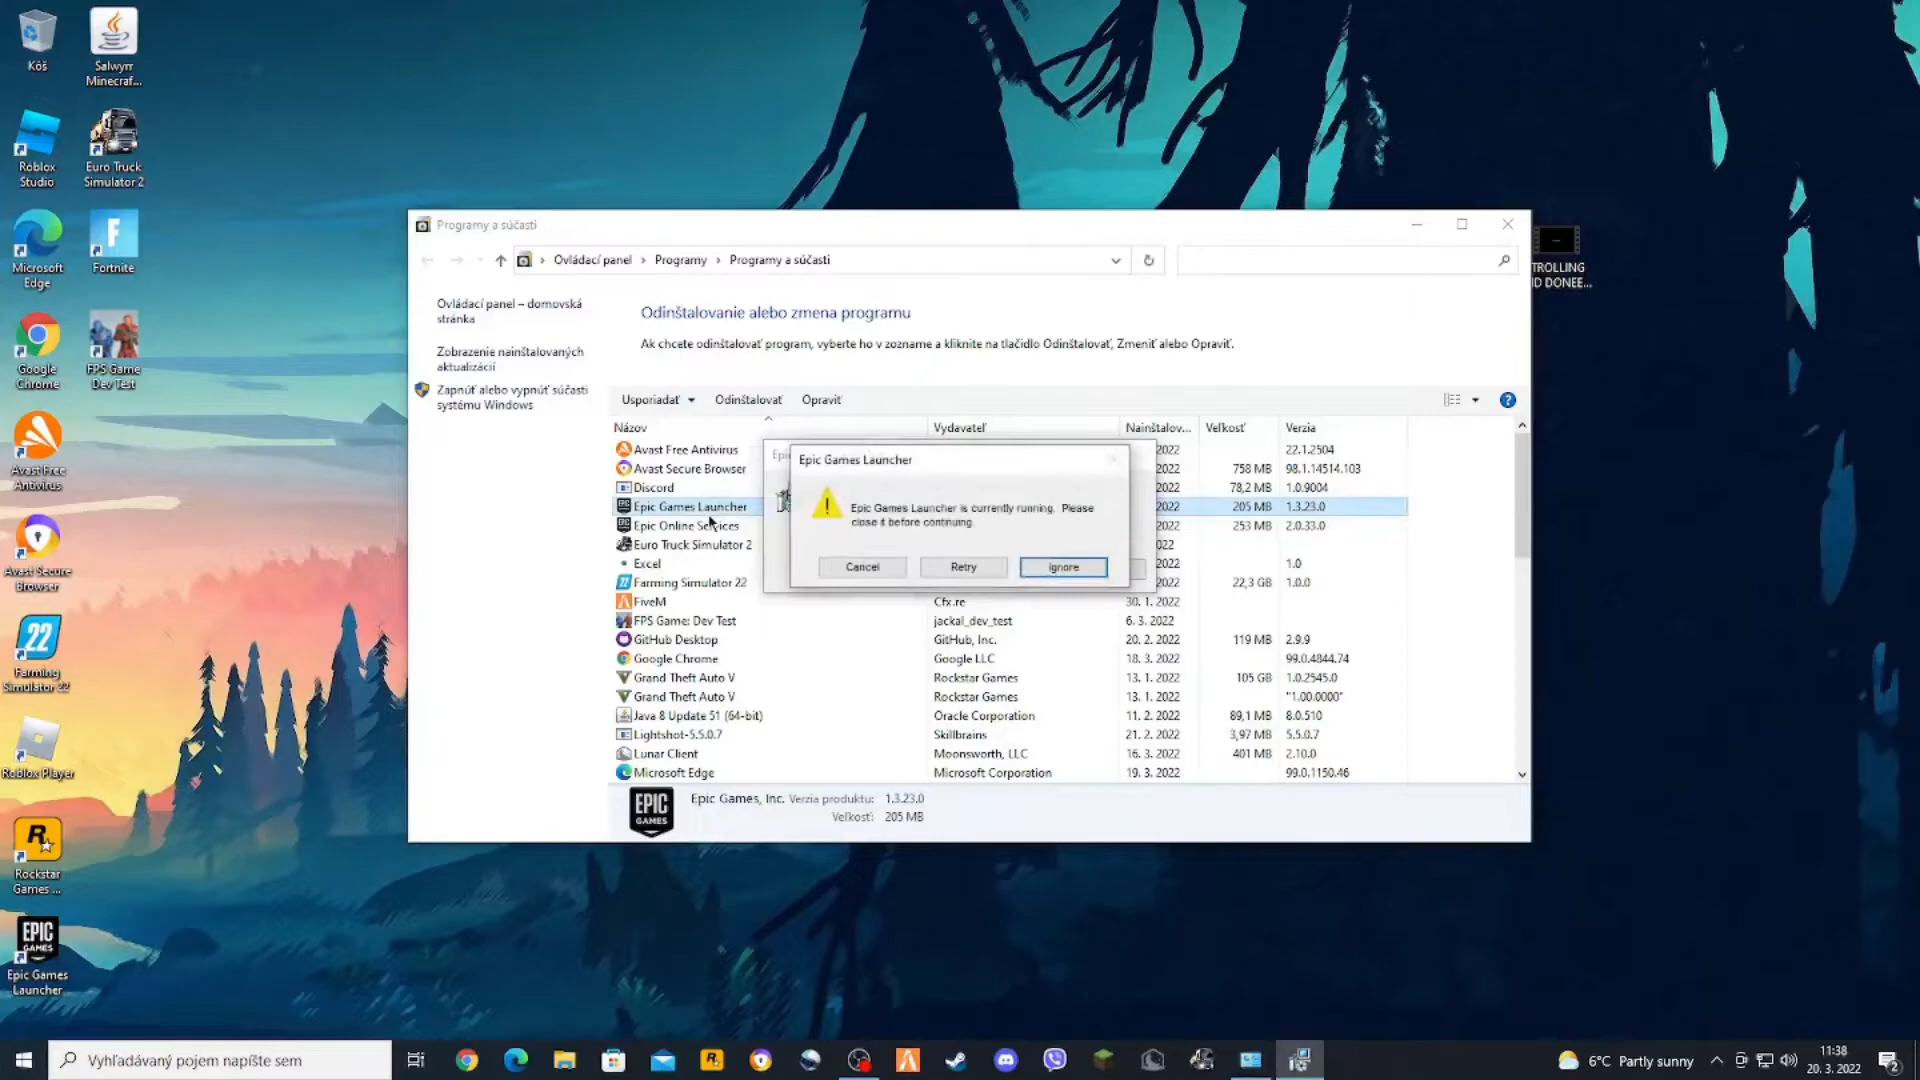 Kôš
Salwyrr
Minecraf...
Roblox
Studio
Euro Truck
Simulator 2
Microsoft
Edge
Fortnite
Google
Chrome
FPS Game
Dev Test
Avast Free
Antivirus
Avast Secure
Browser
22
Farming
Simulator 22
Roblox Player
Rockstar
Games ...
EPIC
GAMES
Epic Games
Launcher
TROLLING
ID DONEE...
Programy a súčasti
Ovládací panel > Programy > Programy a súčasti
Ovládací panel – domovská
stránka
Zobrazenie nainštalovaných
aktualizácií
Zapnúť alebo vypnúť súčasti
systému Windows
Odinštalovanie alebo zmena programu
Ak chcete odinštalovať program, vyberte ho v zozname a kliknite na tlačidlo Odinštalovať, Zmeniť alebo Opraviť.
Usporiadať Odinštalovať Opraviť
Názov Vydavateľ Nainštalov... Veľkosť Verzia
Avast Free Antivirus 2022 22.1.2504
Avast Secure Browser 2022 758 MB 98.1.14514.103
Discord 2022 78,2 MB 1.0.9004
Epic Games Launcher 2022 205 MB 1.3.23.0
Epic Online Services 2022 253 MB 2.0.33.0
Euro Truck Simulator 2 022
Excel 2022 1.0
Farming Simulator 22 2022 22,3 GB 1.0.0
FiveM Cfx.re 30. 1. 2022
FPS Game: Dev Test jackal_dev_test 6. 3. 2022
GitHub Desktop GitHub, Inc. 20. 2. 2022 119 MB 2.9.9
Google Chrome Google LLC 18. 3. 2022 99.0.4844.74
Grand Theft Auto V Rockstar Games 13. 1. 2022 105 GB 1.0.2545.0
Grand Theft Auto V Rockstar Games 13. 1. 2022 "1.00.0000"
Java 8 Update 51 (64-bit) Oracle Corporation 11. 2. 2022 89,1 MB 8.0.510
Lightshot-5.5.0.7 Skillbrains 21. 2. 2022 3,97 MB 5.5.0.7
Lunar Client Moonsworth, LLC 16. 3. 2022 401 MB 2.10.0
Microsoft Edge Microsoft Corporation 19. 3. 2022 99.0.1150.46
Epi
Epic Games Launcher
Epic Games Launcher is currently running. Please
close it before continuing.
Cancel Retry Ignore
EPIC
GAMES
Epic Games, Inc. Verzia produktu: 1.3.23.0
Veľkosť: 205 MB
Vyhľadávaný pojem napíšte sem
6°C Partly sunny
11:38
20. 3. 2022
2